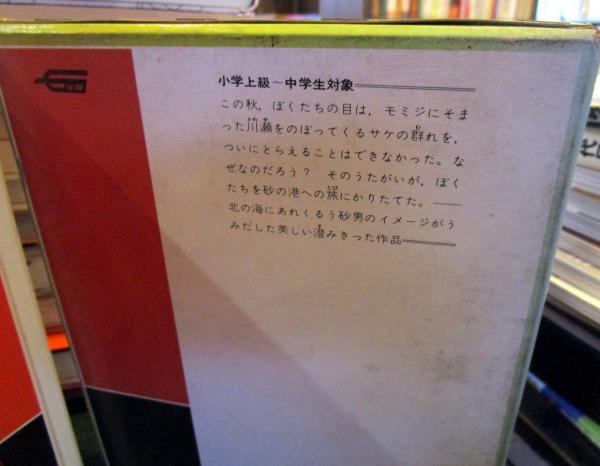 学研
小学上級〜中学生対象
この秋，ぼくたちの目は，モミジにそま
った川瀬をのぼってくるサケの群れを，
ついにとらえることはできなかった。な
ぜなのだろう？ そのうたがいが，ぼく
たちを砂の港への旅にかりたてた。——
北の海にあれくるう砂男のイメージがう
みだした美しい澄みきった作品